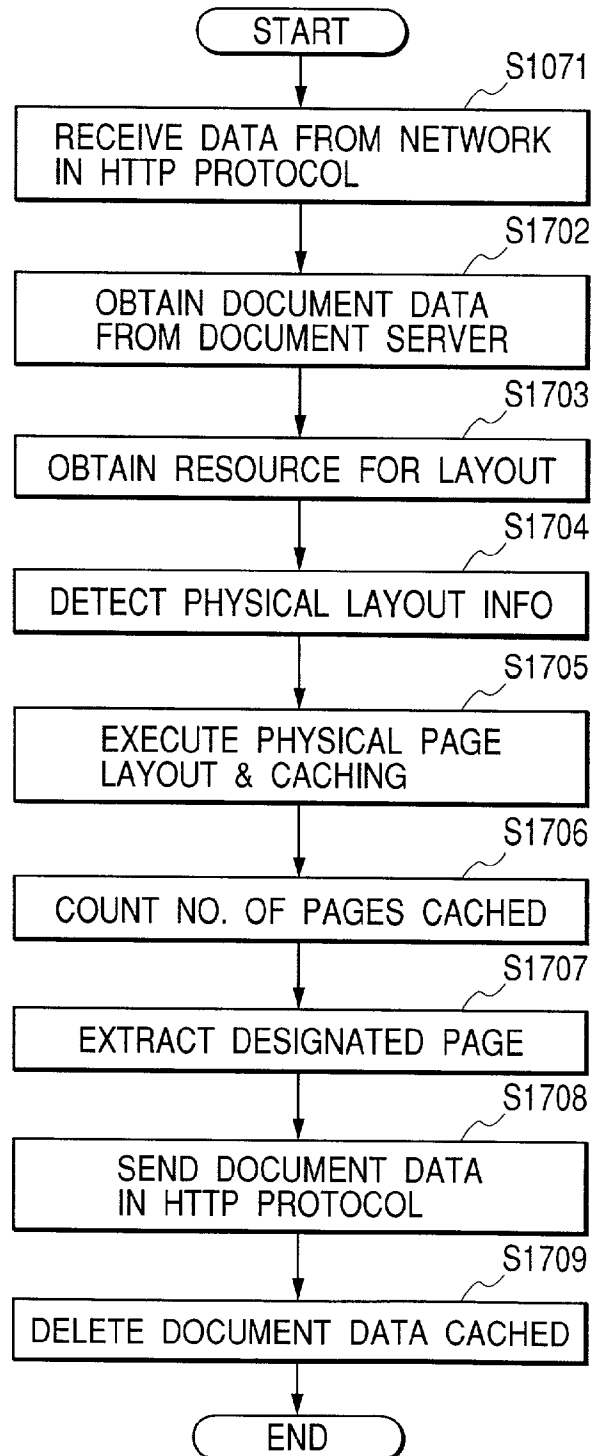 START
S1071
RECEIVE DATA FROM NETWORK
IN HTTP PROTOCOL
S1702
OBTAIN DOCUMENT DATA
FROM DOCUMENT SERVER
S1703
OBTAIN RESOURCE FOR LAYOUT
S1704
DETECT PHYSICAL LAYOUT INFO
S1705
EXECUTE PHYSICAL PAGE
LAYOUT & CACHING
S1706
COUNT NO. OF PAGES CACHED
S1707
EXTRACT DESIGNATED PAGE
S1708
SEND DOCUMENT DATA
IN HTTP PROTOCOL
S1709
DELETE DOCUMENT DATA CACHED
END